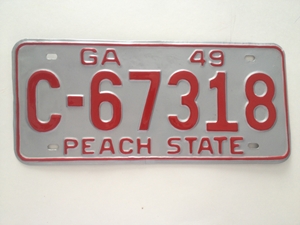 GA 49
C-67318
PEACH STATE